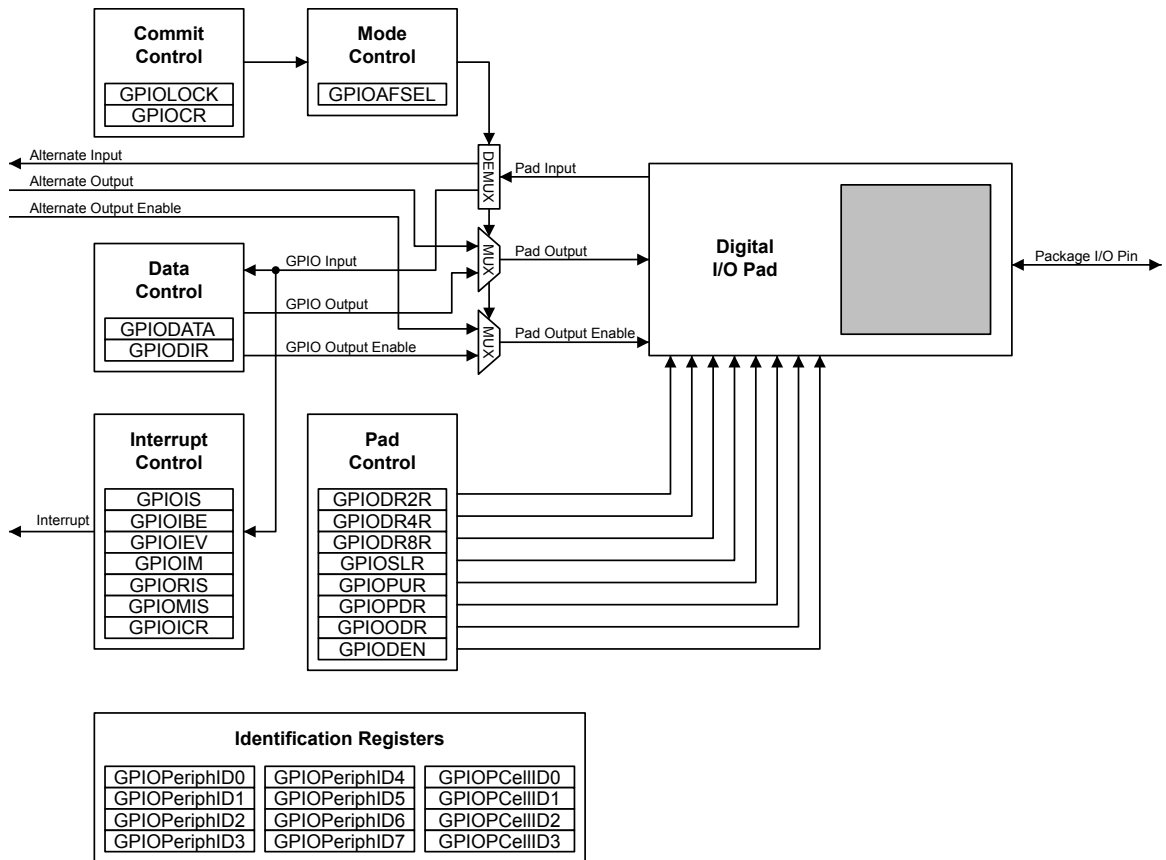 Commit
Control
GPIOLOCK
GPIOCR
Mode
Control
GPIOAFSEL
Alternate Input
Alternate Output
Alternate Output Enable
DEMUX
Pad Input
MUX
Pad Output
MUX
Pad Output Enable
Digital
I/O Pad
Package I/O Pin
Data
Control
GPIODATA
GPIODIR
GPIO Input
GPIO Output
GPIO Output Enable
Interrupt
Control
GPIOIS
GPIOIBE
GPIOIEV
GPIOIM
GPIORIS
GPIOMIS
GPIOICR
Interrupt
Pad
Control
GPIODR2R
GPIODR4R
GPIODR8R
GPIOSLR
GPIOPUR
GPIOPDR
GPIOODR
GPIODEN
Identification Registers
GPIOPeriphID0
GPIOPeriphID1
GPIOPeriphID2
GPIOPeriphID3
GPIOPeriphID4
GPIOPeriphID5
GPIOPeriphID6
GPIOPeriphID7
GPIOPCellID0
GPIOPCellID1
GPIOPCellID2
GPIOPCellID3